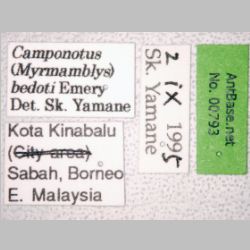 Camponotus
(Myrmamblys)
bedoti Emery
Det. Sk. Yamane
Kota Kinabalu
(City area)
Sabah, Borneo
E. Malaysia
2 ix 1995
Sk. Yamane
AntBase.net
No. 00793